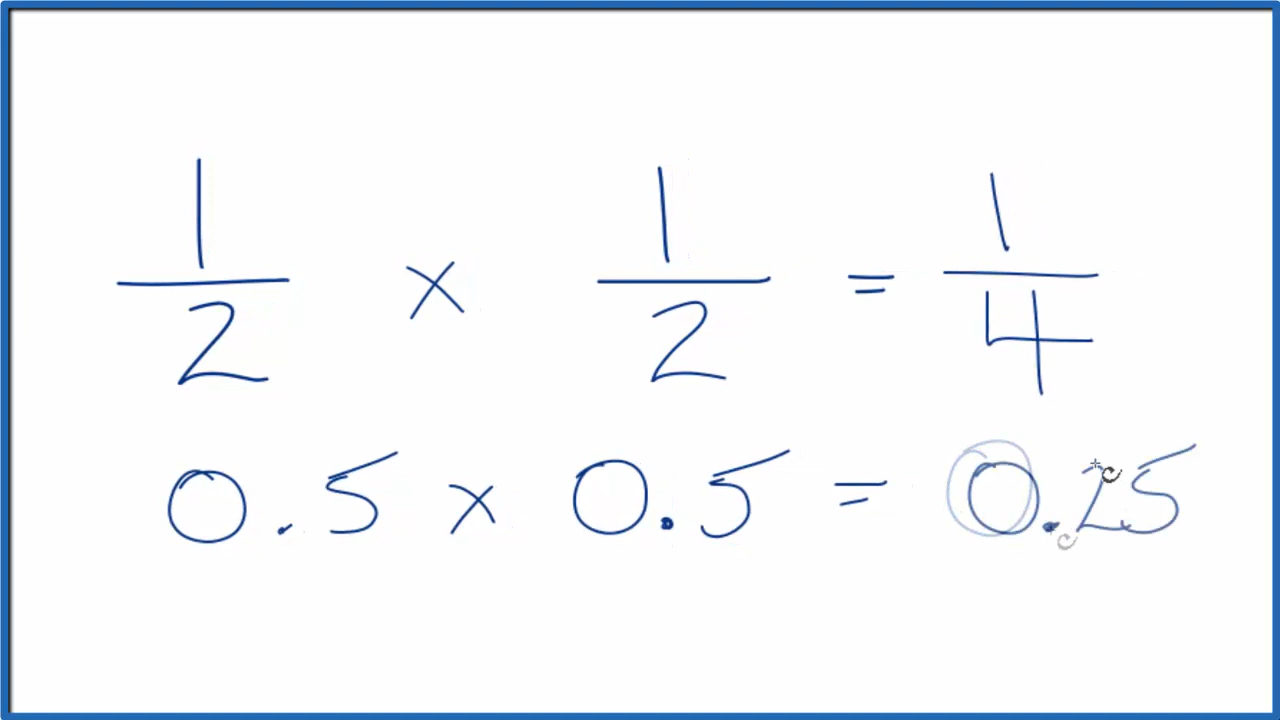 1/2 × 1/2 = 1/4
0.5 × 0.5 = 0.25